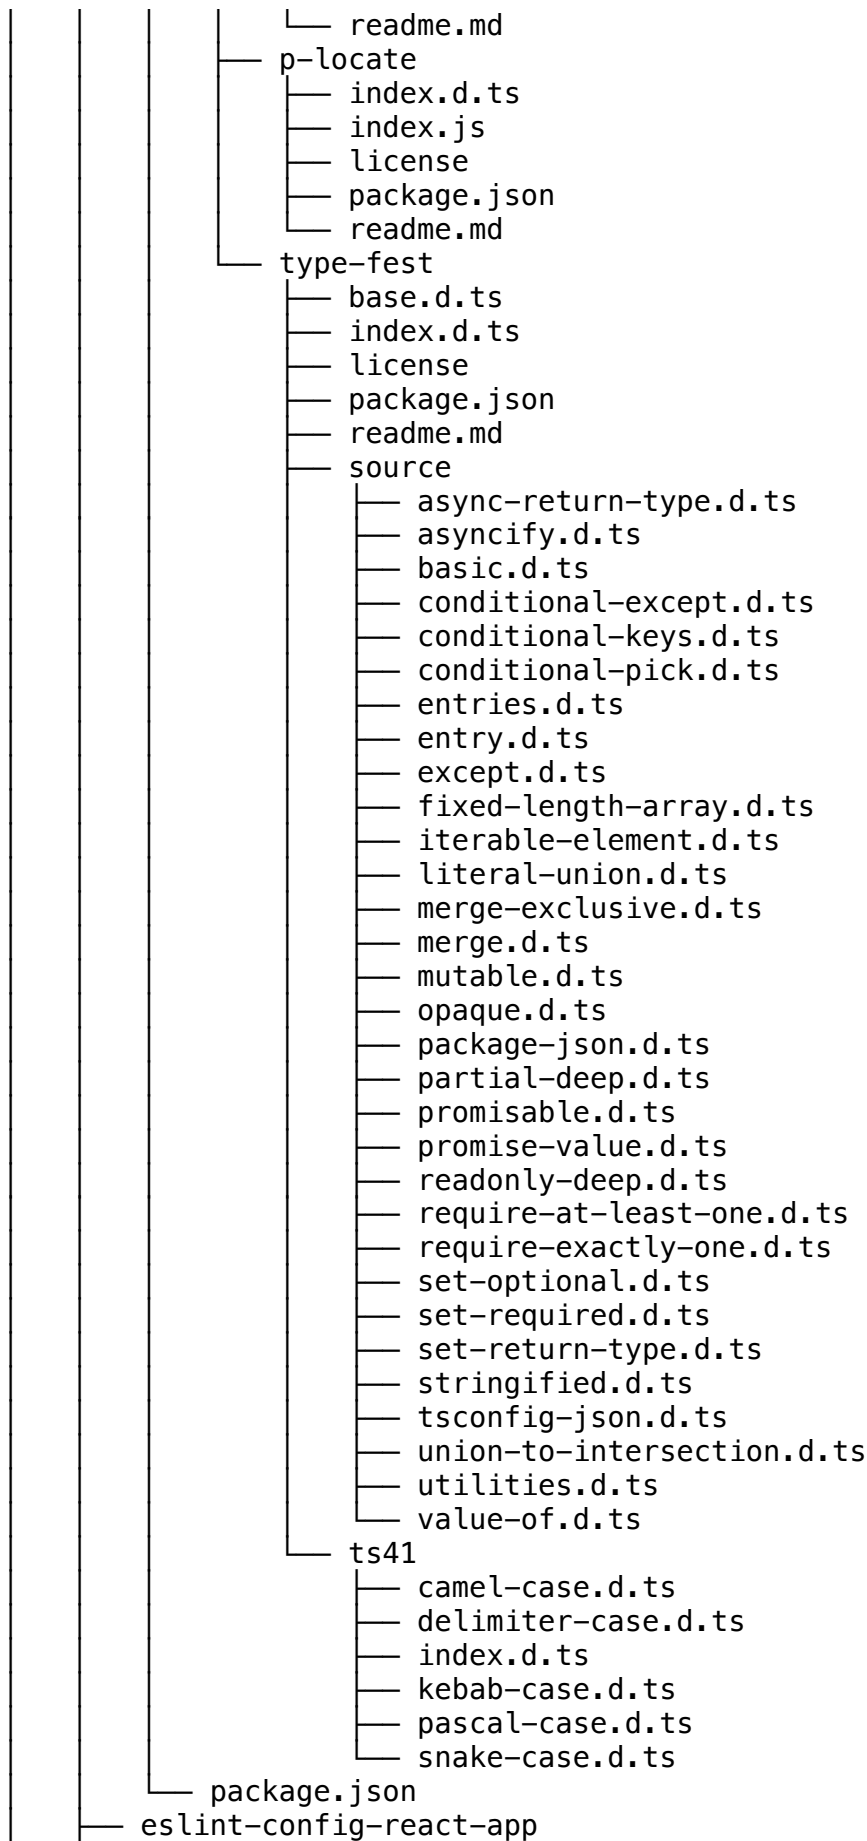 │   │   │   │   └── readme.md
│   │   │   ├── p-locate
│   │   │   │   ├── index.d.ts
│   │   │   │   ├── index.js
│   │   │   │   ├── license
│   │   │   │   ├── package.json
│   │   │   │   └── readme.md
│   │   │   └── type-fest
│   │   │       ├── base.d.ts
│   │   │       ├── index.d.ts
│   │   │       ├── license
│   │   │       ├── package.json
│   │   │       ├── readme.md
│   │   │       ├── source
│   │   │       │   ├── async-return-type.d.ts
│   │   │       │   ├── asyncify.d.ts
│   │   │       │   ├── basic.d.ts
│   │   │       │   ├── conditional-except.d.ts
│   │   │       │   ├── conditional-keys.d.ts
│   │   │       │   ├── conditional-pick.d.ts
│   │   │       │   ├── entries.d.ts
│   │   │       │   ├── entry.d.ts
│   │   │       │   ├── except.d.ts
│   │   │       │   ├── fixed-length-array.d.ts
│   │   │       │   ├── iterable-element.d.ts
│   │   │       │   ├── literal-union.d.ts
│   │   │       │   ├── merge-exclusive.d.ts
│   │   │       │   ├── merge.d.ts
│   │   │       │   ├── mutable.d.ts
│   │   │       │   ├── opaque.d.ts
│   │   │       │   ├── package-json.d.ts
│   │   │       │   ├── partial-deep.d.ts
│   │   │       │   ├── promisable.d.ts
│   │   │       │   ├── promise-value.d.ts
│   │   │       │   ├── readonly-deep.d.ts
│   │   │       │   ├── require-at-least-one.d.ts
│   │   │       │   ├── require-exactly-one.d.ts
│   │   │       │   ├── set-optional.d.ts
│   │   │       │   ├── set-required.d.ts
│   │   │       │   ├── set-return-type.d.ts
│   │   │       │   ├── stringified.d.ts
│   │   │       │   ├── tsconfig-json.d.ts
│   │   │       │   ├── union-to-intersection.d.ts
│   │   │       │   ├── utilities.d.ts
│   │   │       │   └── value-of.d.ts
│   │   │       └── ts41
│   │   │           ├── camel-case.d.ts
│   │   │           ├── delimiter-case.d.ts
│   │   │           ├── index.d.ts
│   │   │           ├── kebab-case.d.ts
│   │   │           ├── pascal-case.d.ts
│   │   │           └── snake-case.d.ts
│   │   └── package.json
│   ├── eslint-config-react-app